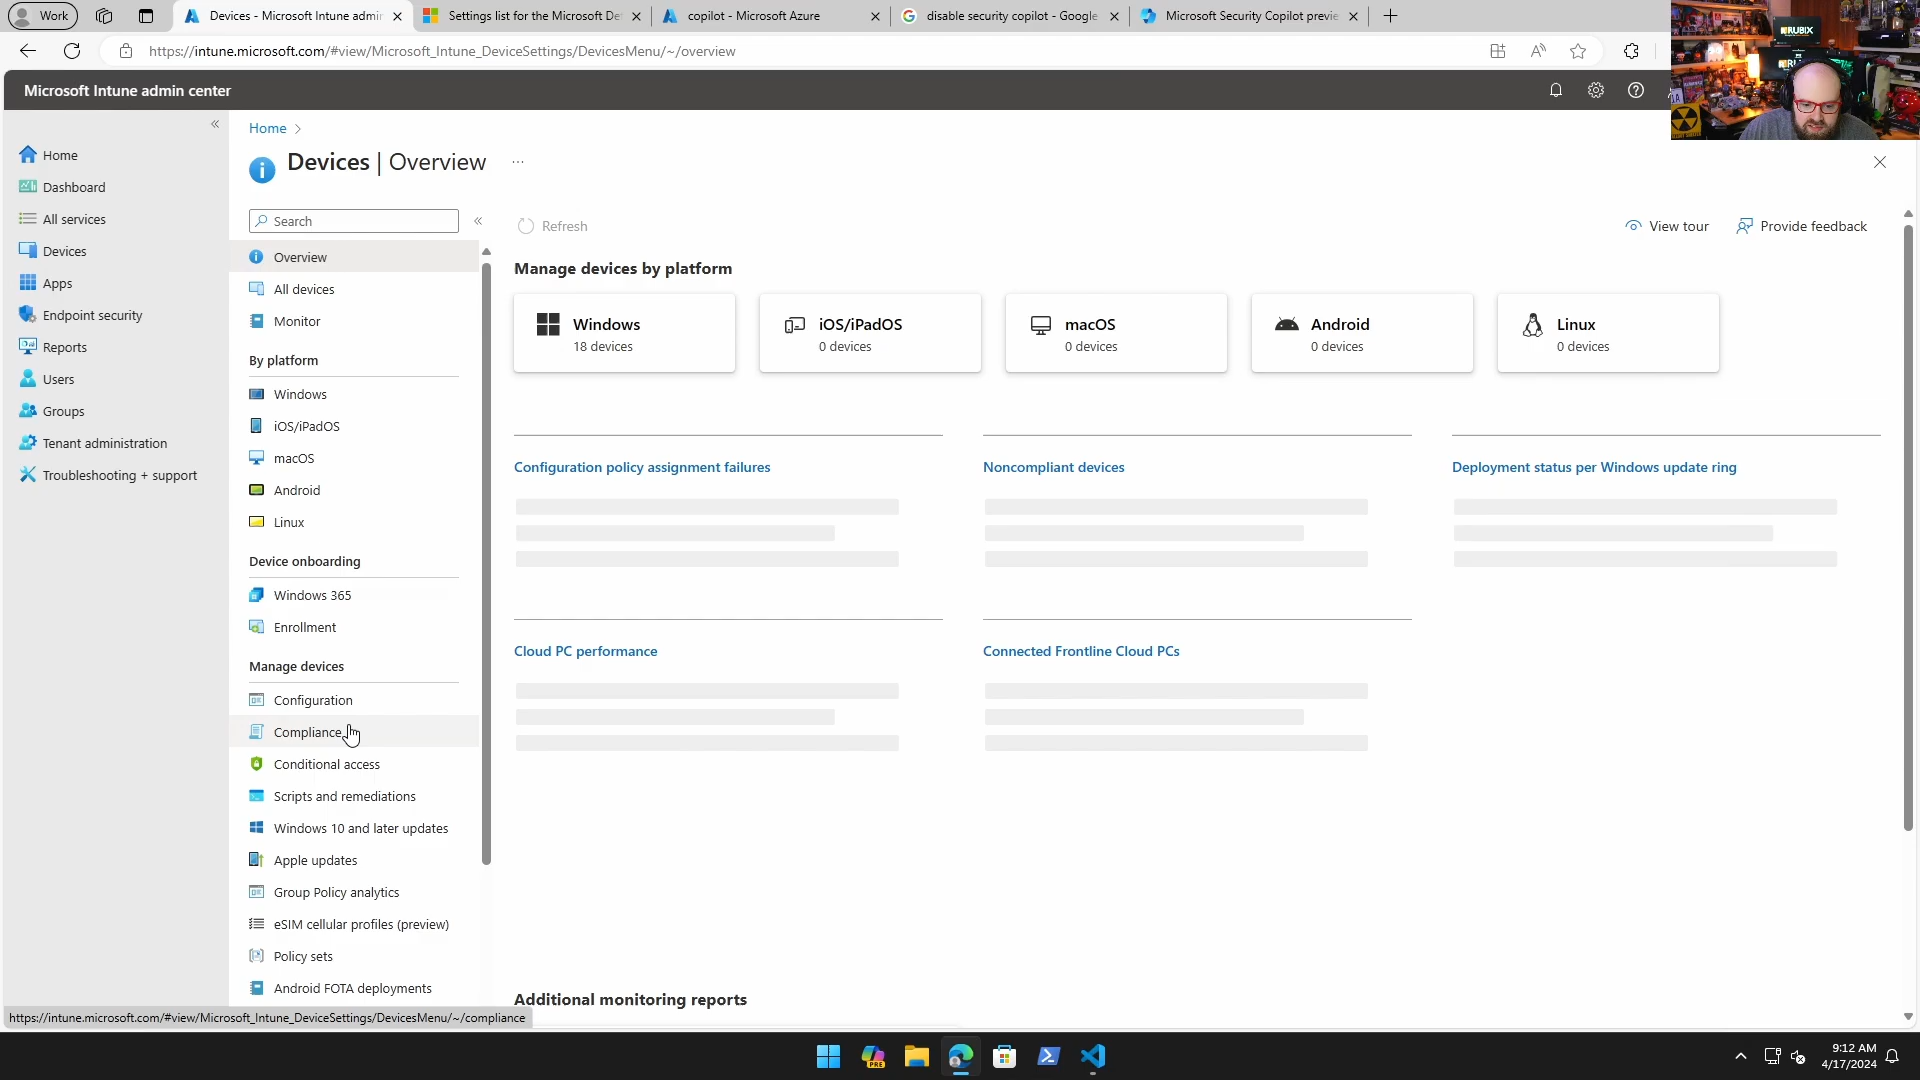 Work
Devices - Microsoft Intune admin
Settings list for the Microsoft De
copilot - Microsoft Azure
disable security copilot - Google
Microsoft Security Copilot previe
https://intune.microsoft.com/#view/Microsoft_Intune_DeviceSettings/DevicesMenu/~/overview
Microsoft Intune admin center
Home
Dashboard
All services
Devices
Apps
Endpoint security
Reports
Users
Groups
Tenant administration
Troubleshooting + support
Home
Devices | Overview
Search
Overview
All devices
Monitor
By platform
Windows
iOS/iPadOS
macOS
Android
Linux
Device onboarding
Windows 365
Enrollment
Manage devices
Configuration
Compliance
Conditional access
Scripts and remediations
Windows 10 and later updates
Apple updates
Group Policy analytics
eSIM cellular profiles (preview)
Policy sets
Android FOTA deployments
Refresh
View tour
Provide feedback
Manage devices by platform
Windows
18 devices
iOS/iPadOS
0 devices
macOS
0 devices
Android
0 devices
Linux
0 devices
Configuration policy assignment failures
Noncompliant devices
Deployment status per Windows update ring
Cloud PC performance
Connected Frontline Cloud PCs
Additional monitoring reports
https://intune.microsoft.com/#view/Microsoft_Intune_DeviceSettings/DevicesMenu/~/compliance
RUBIX
PRE
9:12 AM
4/17/2024